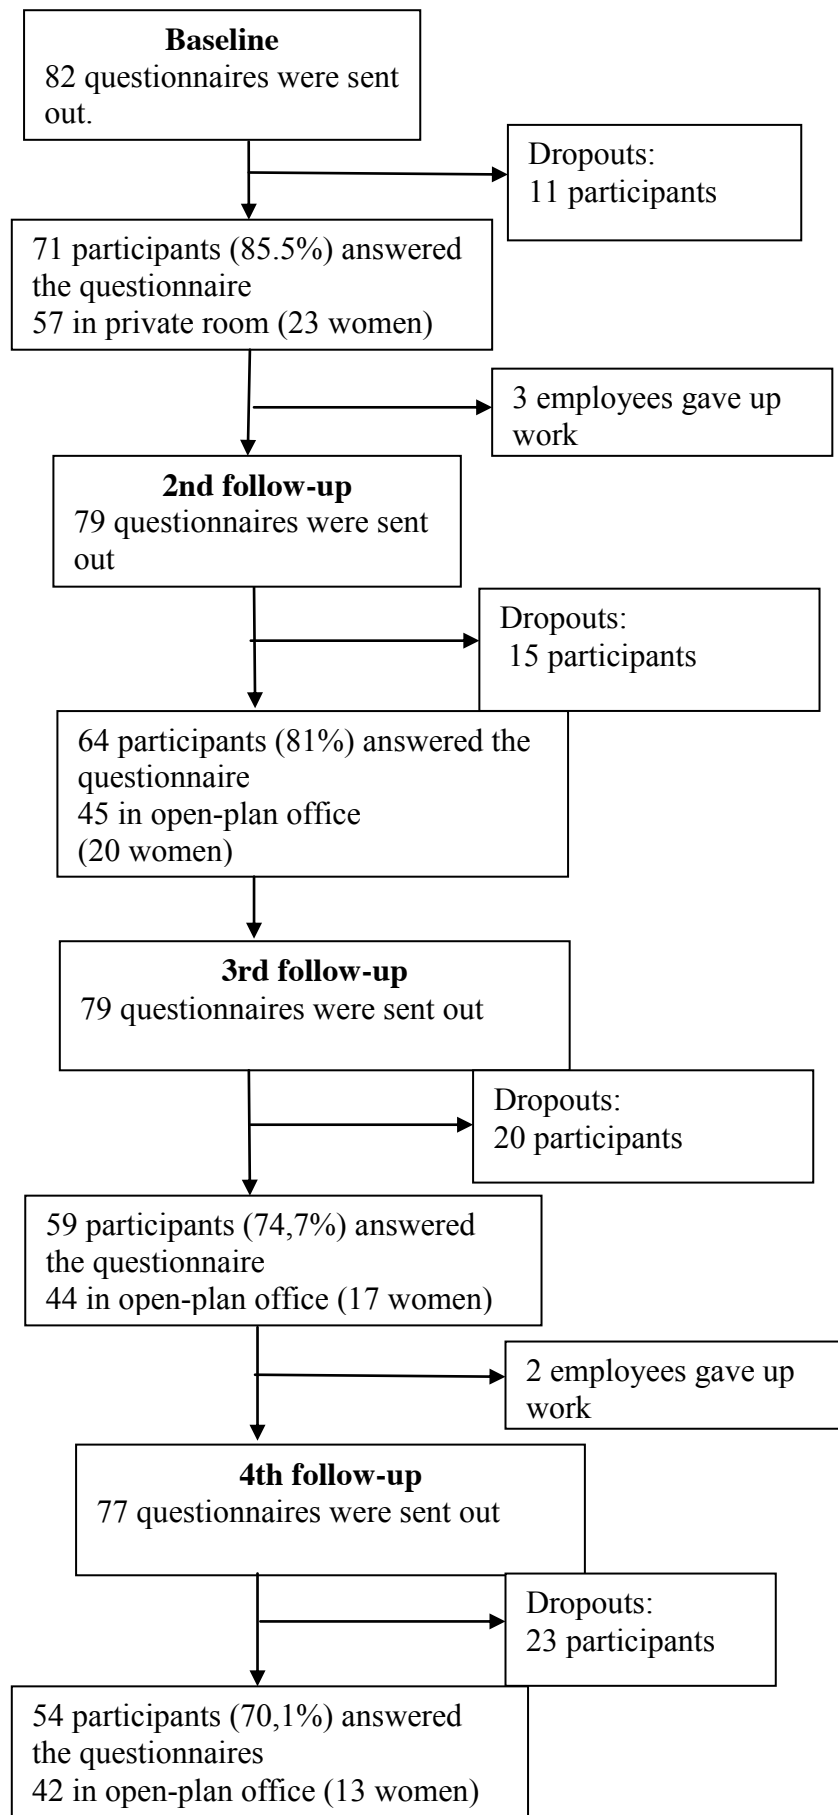 Baseline
82 questionnaires were sent
out.
Dropouts:
11 participants
71 participants (85.5%) answered
the questionnaire
57 in private room (23 women)
3 employees gave up
work
2nd follow-up
79 questionnaires were sent
out
Dropouts:
15 participants
64 participants (81%) answered the
questionnaire
45 in open-plan office
(20 women)
3rd follow-up
79 questionnaires were sent out
Dropouts:
20 participants
59 participants (74,7%) answered
the questionnaire
44 in open-plan office (17 women)
2 employees gave up
work
4th follow-up
77 questionnaires were sent out
Dropouts:
23 participants
54 participants (70,1%) answered
the questionnaires
42 in open-plan office (13 women)